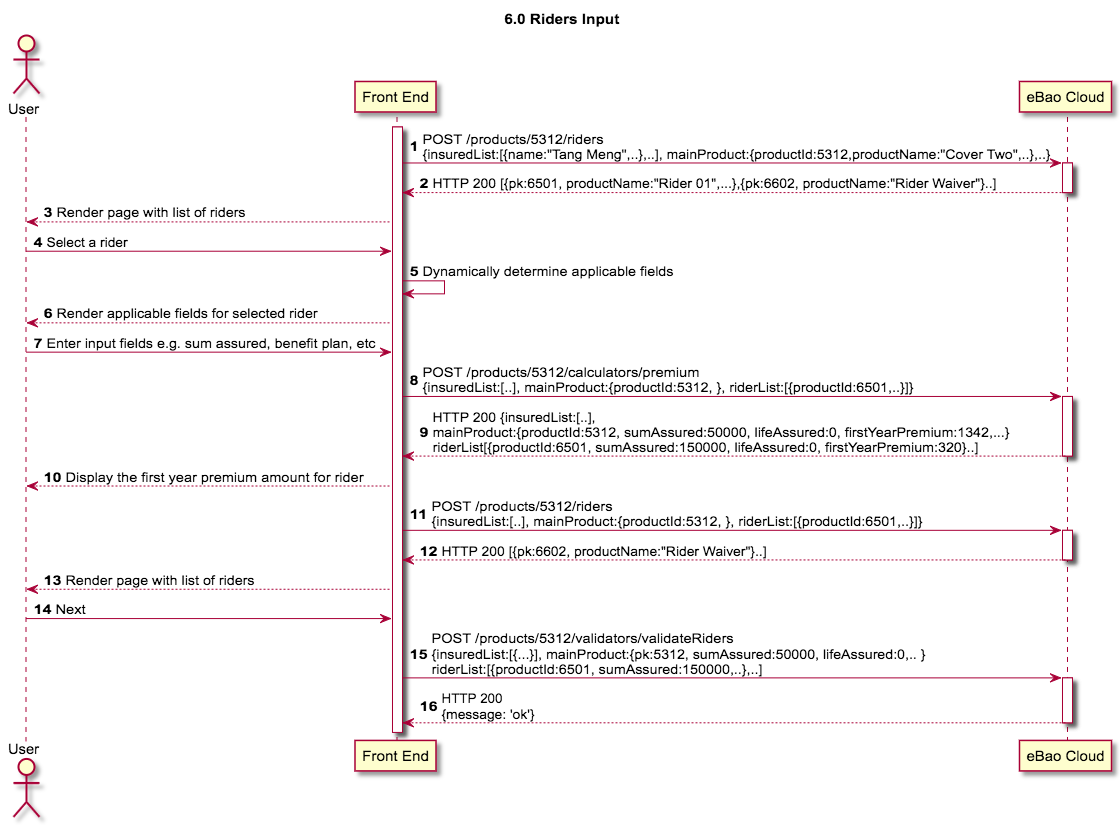 6.0 Riders Input
User
Front End
eBao Cloud
1 POST /products/5312/riders
{insuredList:[{name:"Tang Meng",..},..], mainProduct:{productId:5312,productName:"Cover Two",..},..}
2 HTTP 200 [{pk:6501, productName:"Rider 01",...},{pk:6602, productName:"Rider Waiver"}..]
3 Render page with list of riders
4 Select a rider
5 Dynamically determine applicable fields
6 Render applicable fields for selected rider
7 Enter input fields e.g. sum assured, benefit plan, etc
8 POST /products/5312/calculators/premium
{insuredList:[..], mainProduct:{productId:5312, }, riderList:[{productId:6501,..}]}
HTTP 200 {insuredList:[..],
9 mainProduct:{productId:5312, sumAssured:50000, lifeAssured:0, firstYearPremium:1342,...}
riderList[{productId:6501, sumAssured:150000, lifeAssured:0, firstYearPremium:320}..]
10 Display the first year premium amount for rider
11 POST /products/5312/riders
{insuredList:[..], mainProduct:{productId:5312, }, riderList:[{productId:6501,..}]}
12 HTTP 200 [{pk:6602, productName:"Rider Waiver"}..]
13 Render page with list of riders
14 Next
POST /products/5312/validators/validateRiders
15 {insuredList:[{...}], mainProduct:{pk:5312, sumAssured:50000, lifeAssured:0,.. }
riderList:[{productId:6501, sumAssured:150000,..},..]
16 HTTP 200
{message: 'ok'}
User
Front End
eBao Cloud